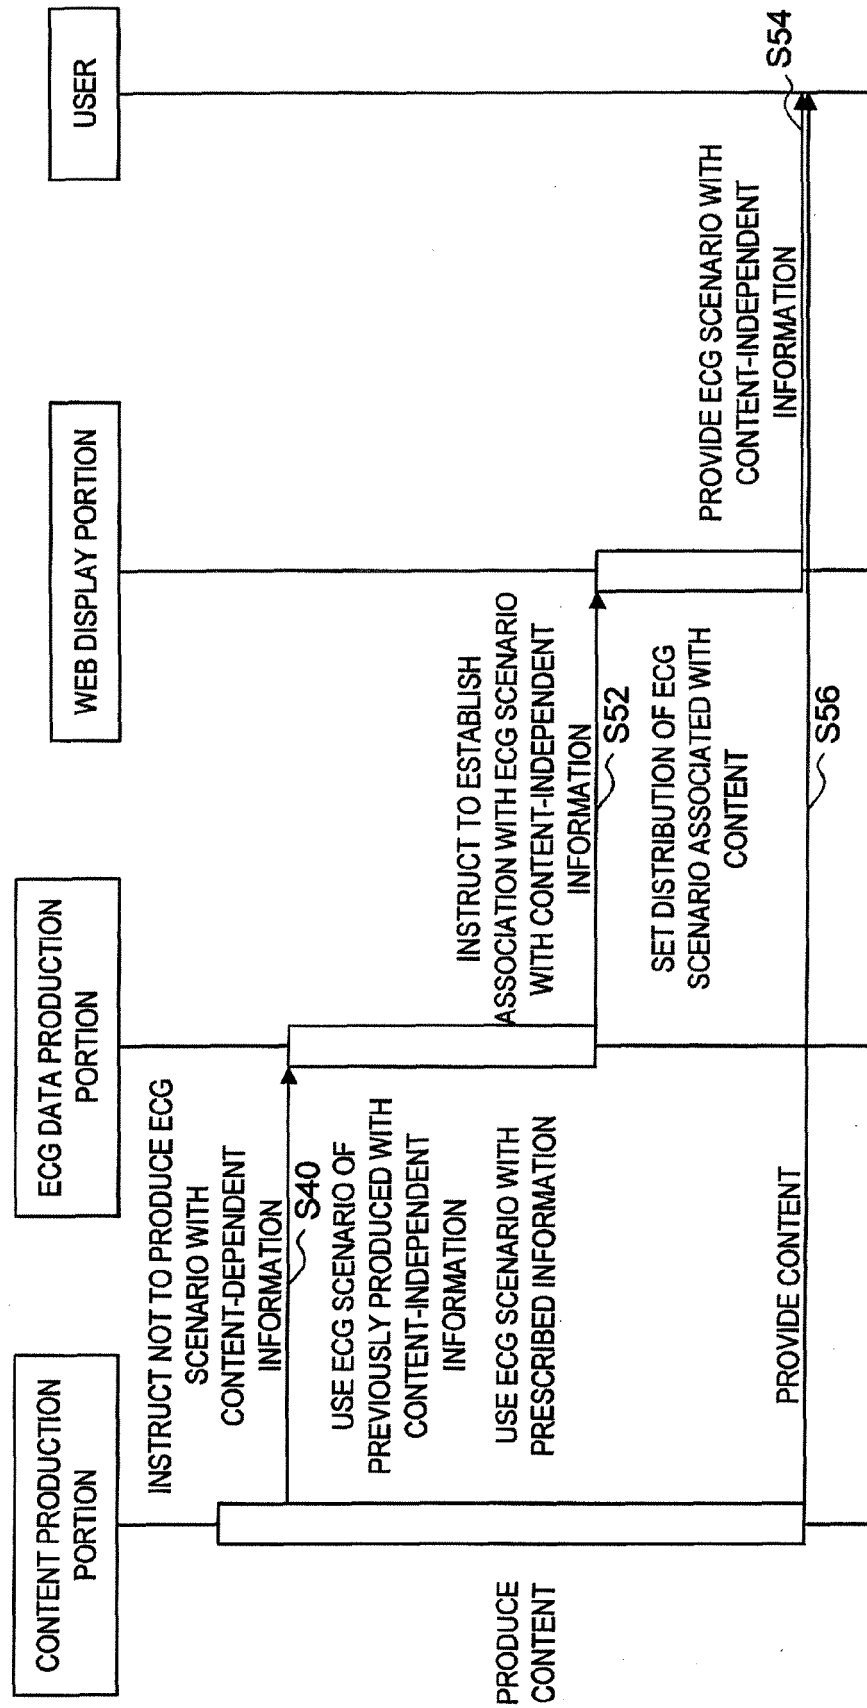 CONTENT PRODUCTION
PORTION
ECG DATA PRODUCTION
PORTION
WEB DISPLAY PORTION
USER
PRODUCE
CONTENT
INSTRUCT NOT TO PRODUCE ECG
SCENARIO WITH
CONTENT-DEPENDENT
INFORMATION
S40
USE ECG SCENARIO OF
PREVIOUSLY PRODUCED WITH
CONTENT-INDEPENDENT
INFORMATION
USE ECG SCENARIO WITH
PRESCRIBED INFORMATION
INSTRUCT TO ESTABLISH
ASSOCIATION WITH ECG SCENARIO
WITH CONTENT-INDEPENDENT
INFORMATION
S52
SET DISTRIBUTION OF ECG
SCENARIO ASSOCIATED WITH
CONTENT
PROVIDE ECG SCENARIO WITH
CONTENT-INDEPENDENT
INFORMATION
S54
PROVIDE CONTENT
S56